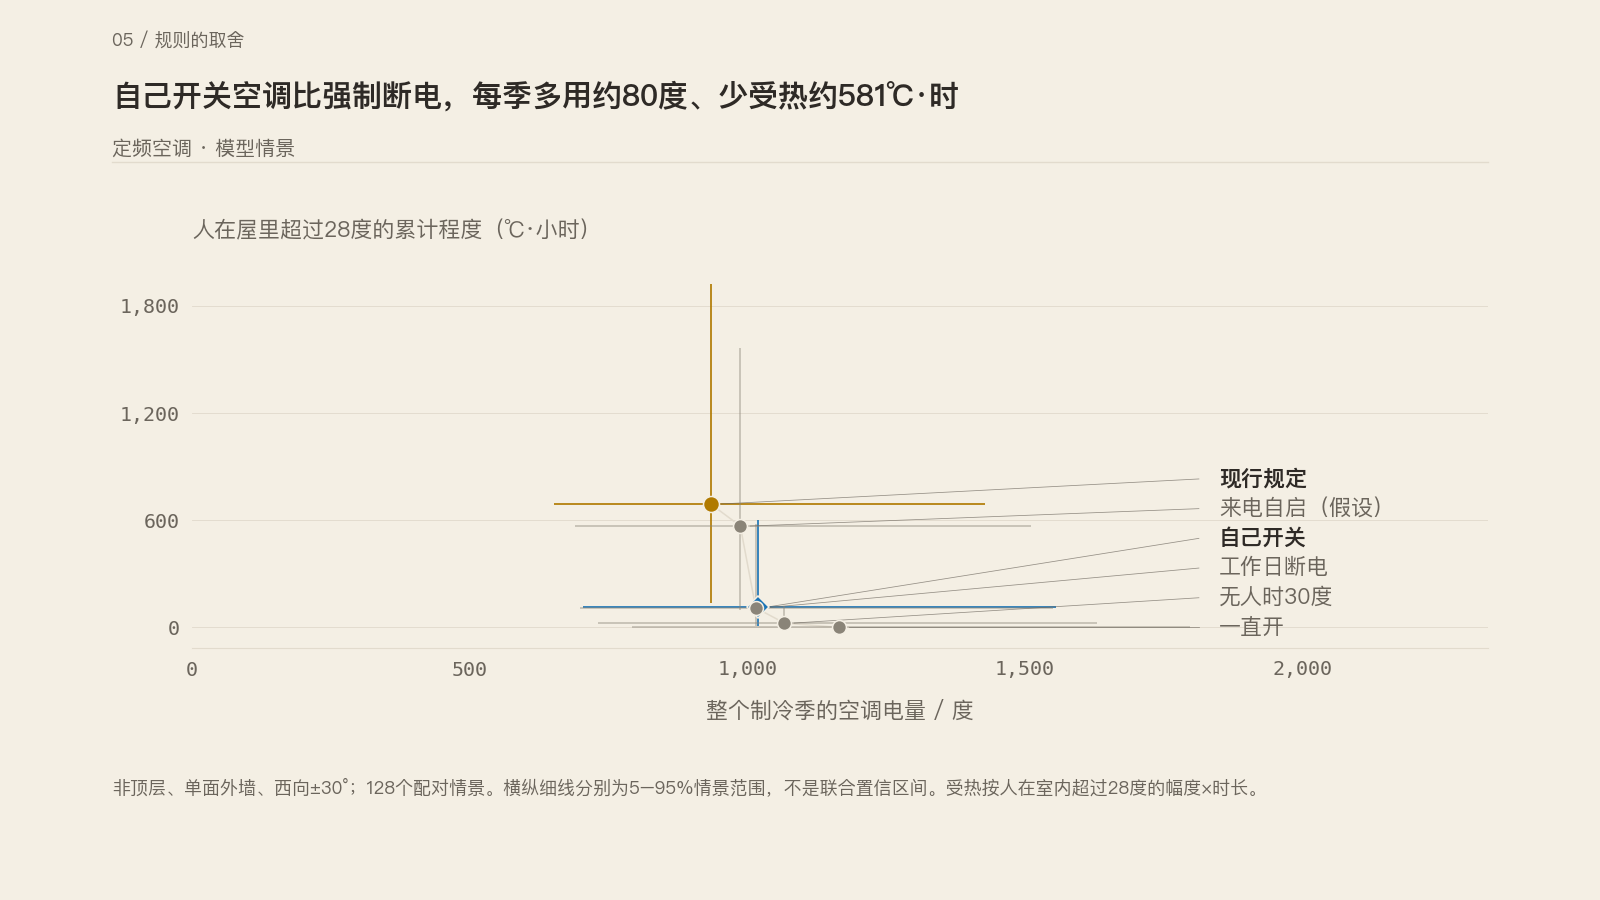 05 / 规则的取舍
自己开关空调比强制断电，每季多用约80度、少受热约581℃·时
定频空调 · 模型情景
人在屋里超过28度的累计程度（℃·小时）
1,800
1,200
600
0
现行规定
来电自启（假设）
自己开关
工作日断电
无人时30度
一直开
0 500 1,000 1,500 2,000
整个制冷季的空调电量 / 度
非顶层、单面外墙、西向±30°；128个配对情景。横纵细线分别为5—95%情景范围，不是联合置信区间。受热按人在室内超过28度的幅度×时长。